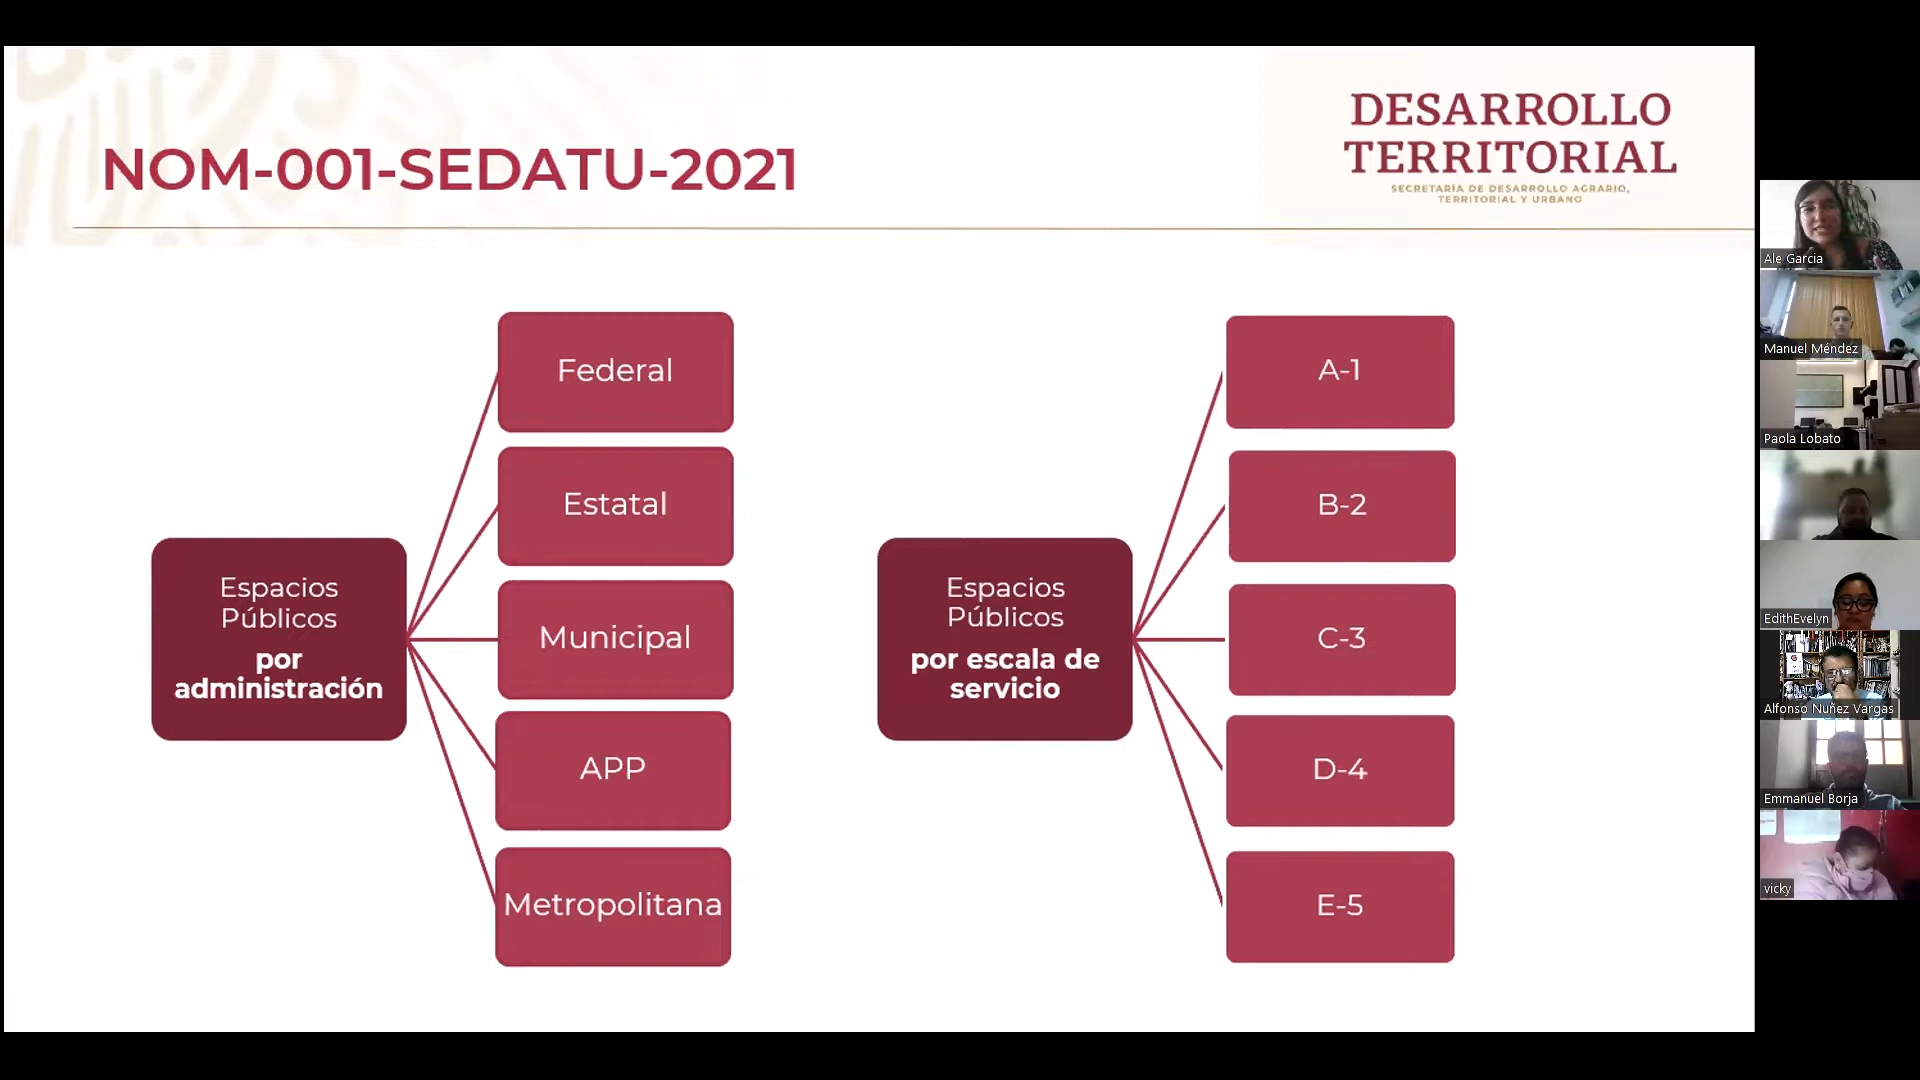 NOM-001-SEDATU-2021
DESARROLLO
TERRITORIAL
SECRETARÍA DE DESARROLLO AGRARIO,
TERRITORIAL Y URBANO
Espacios
Públicos
por
administración
Federal
Estatal
Municipal
APP
Metropolitana
Espacios
Públicos
por escala de
servicio
A-1
B-2
C-3
D-4
E-5
Ale Garcia
Manuel Méndez
Paola Lobato
EdithEvelyn
Alfonso Nuñez Vargas
Emmanuel Borja
vicky